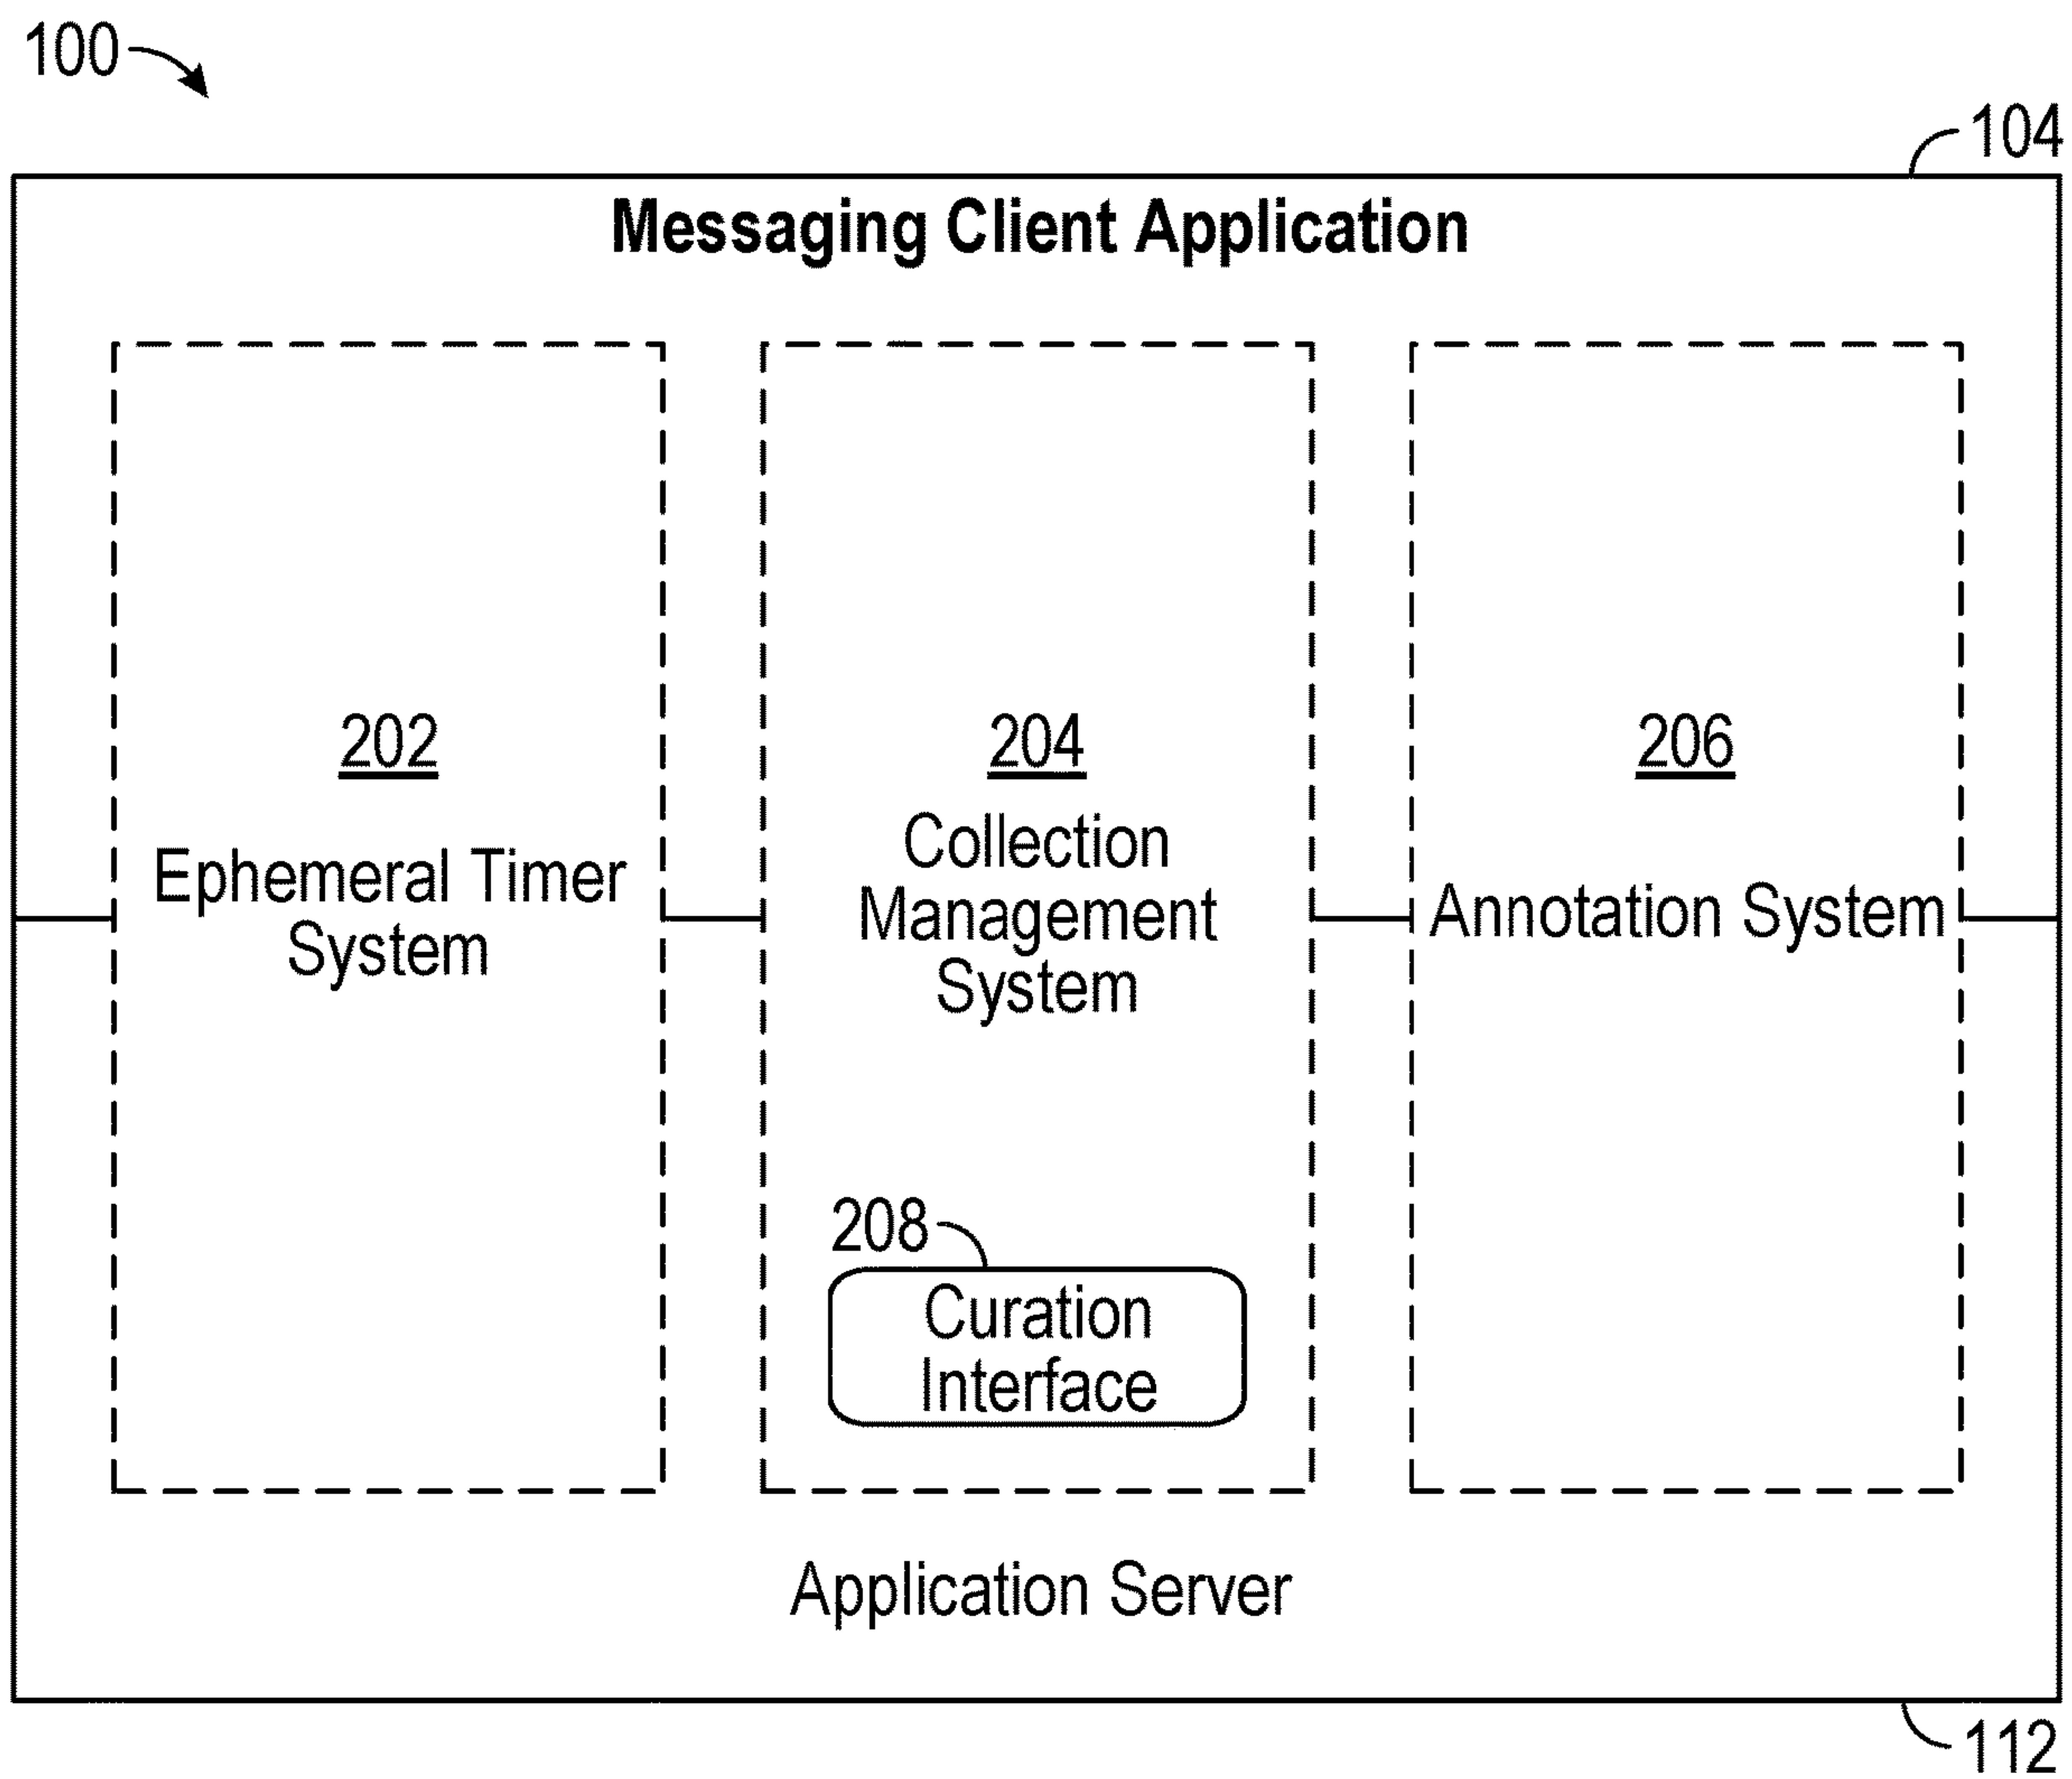 100
104
Messaging Client Application
202
Ephemeral Timer
System
204
Collection
Management
System
208
Curation
Interface
206
Annotation System
Application Server
112